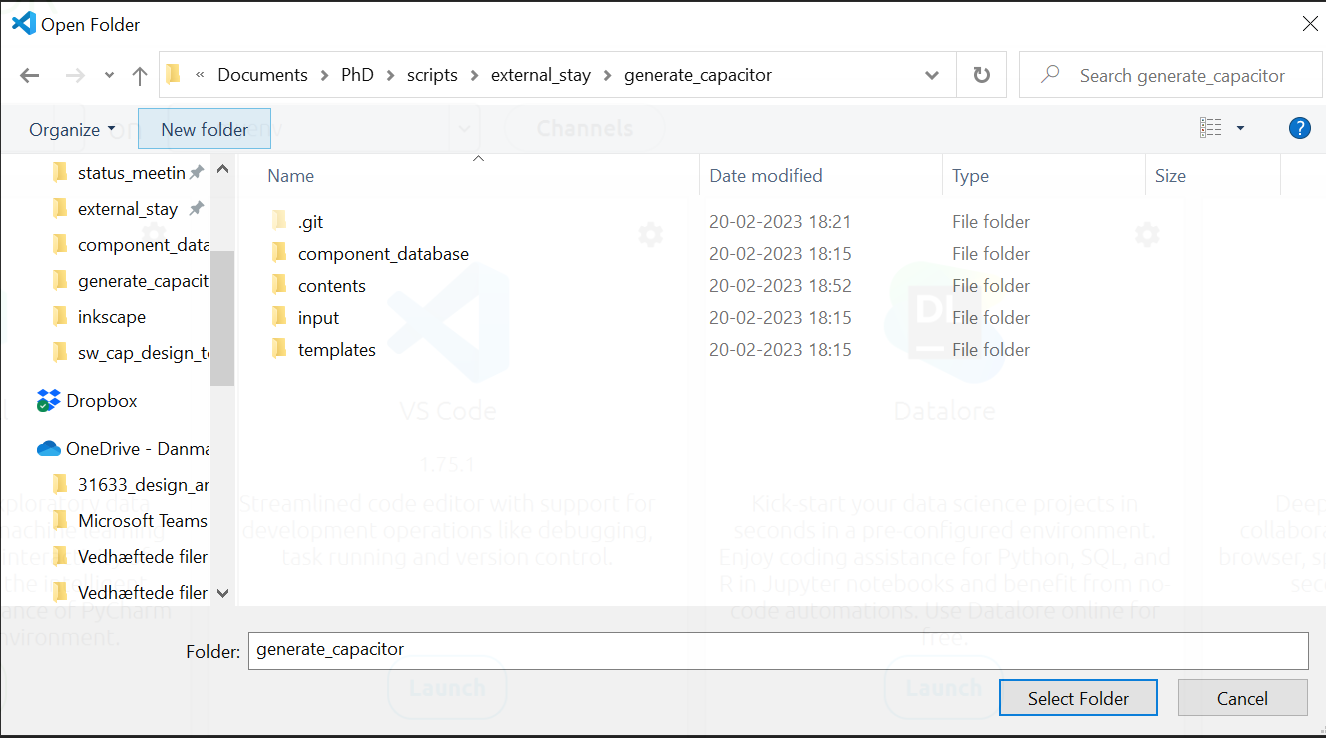 Open Folder
« Documents > PhD > scripts > external_stay > generate_capacitor
Search generate_capacitor
Organize
New folder
Channels
status_meetin
external_stay
component_data
generate_capacit
inkscape
sw_cap_design_t
Dropbox
OneDrive - Danma
31633_design_ar
Microsoft Teams
Vedhæftede filer
Vedhæftede filer
Name Date modified Type Size
.git 20-02-2023 18:21 File folder
component_database 20-02-2023 18:15 File folder
contents 20-02-2023 18:52 File folder
input 20-02-2023 18:15 File folder
templates 20-02-2023 18:15 File folder
VS Code
1.75.1
Streamlined code editor with support for
development operations like debugging,
task running and version control.
Launch
DL
Datalore
Kick-start your data science projects in
seconds in a pre-configured environment.
Enjoy coding assistance for Python, SQL, and
R in Jupyter notebooks and benefit from no-
code automations. Use Datalore online for
free.
Launch
Folder: generate_capacitor
Select Folder
Cancel